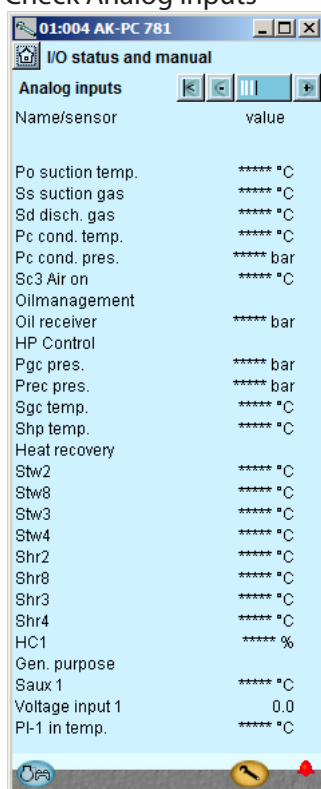 Check Analog inputs
01:004 AK-PC 781
I/O status and manual
Analog inputs
Name/sensor value
Po suction temp. ***** °C
Ss suction gas ***** °C
Sd disch. gas ***** °C
Pc cond. temp. ***** °C
Pc cond. pres. ***** bar
Sc3 Air on ***** °C
Oilmanagement
Oil receiver ***** bar
HP Control
Pgc pres. ***** bar
Prec pres. ***** bar
Sgc temp. ***** °C
Shp temp. ***** °C
Heat recovery
Stw2 ***** °C
Stw8 ***** °C
Stw3 ***** °C
Stw4 ***** °C
Shr2 ***** °C
Shr8 ***** °C
Shr3 ***** °C
Shr4 ***** °C
HC1 ***** %
Gen. purpose
Saux 1 ***** °C
Voltage input 1 0.0
PI-1 in temp. ***** °C